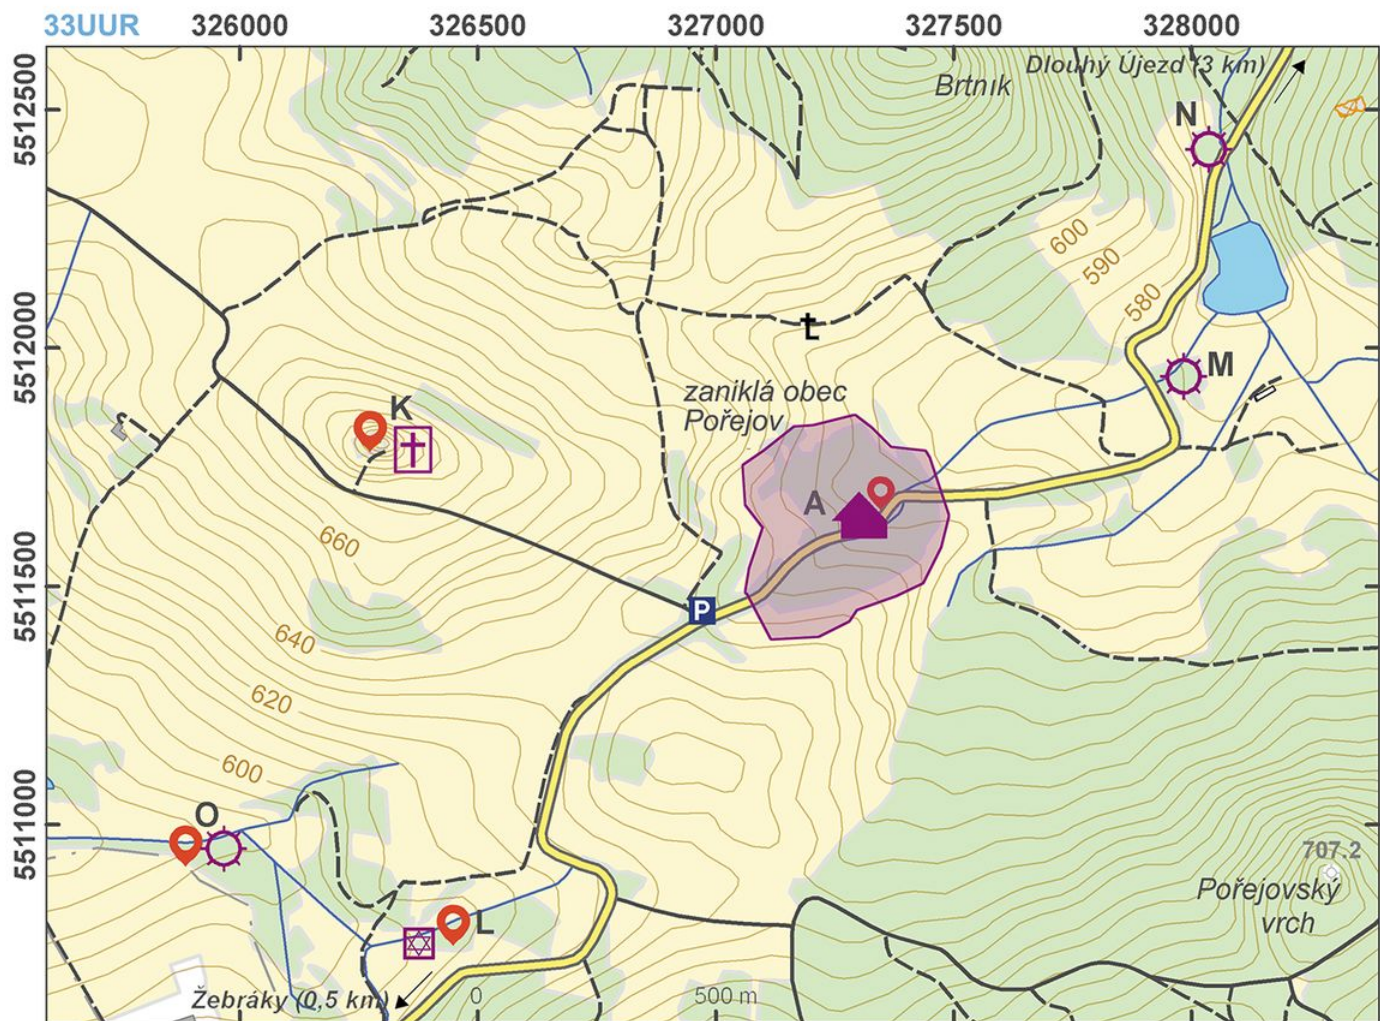 33UUR 326000 326500 327000 327500 328000
5512500
5512000
5511500
5511000
Dlouhý Újezd (3 km)
Brtník
N
600
590
580
M
zaniklá obec
Pořejov
K
A
660
P
640
620
600
O
707.2
Pořejovský
vrch
L
Žebráky (0,5 km)
0 500 m